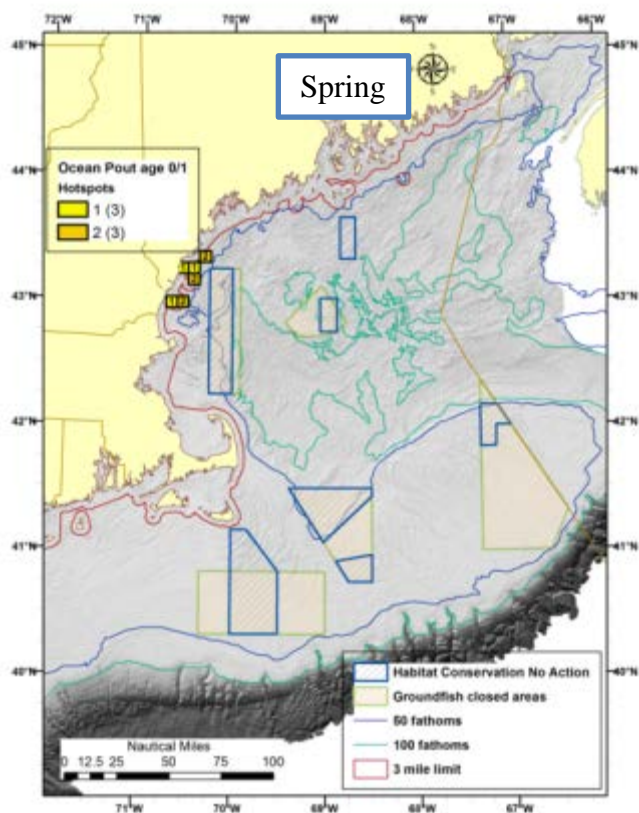 72°W 70°W 69°W 68°W 67°W 66°W
45°N 45°N
Spring
44°N 44°N
Ocean Pout age 0/1
Hotspots
1 (3)
2 (3)
43°N 43°N
42°N 42°N
41°N 41°N
40°N 40°N
Habitat Conservation No Action
Groundfish closed areas
60 fathoms
100 fathoms
3 mile limit
Nautical Miles
0 12.5 25 50 75 100
71°W 70°W 69°W 68°W 67°W